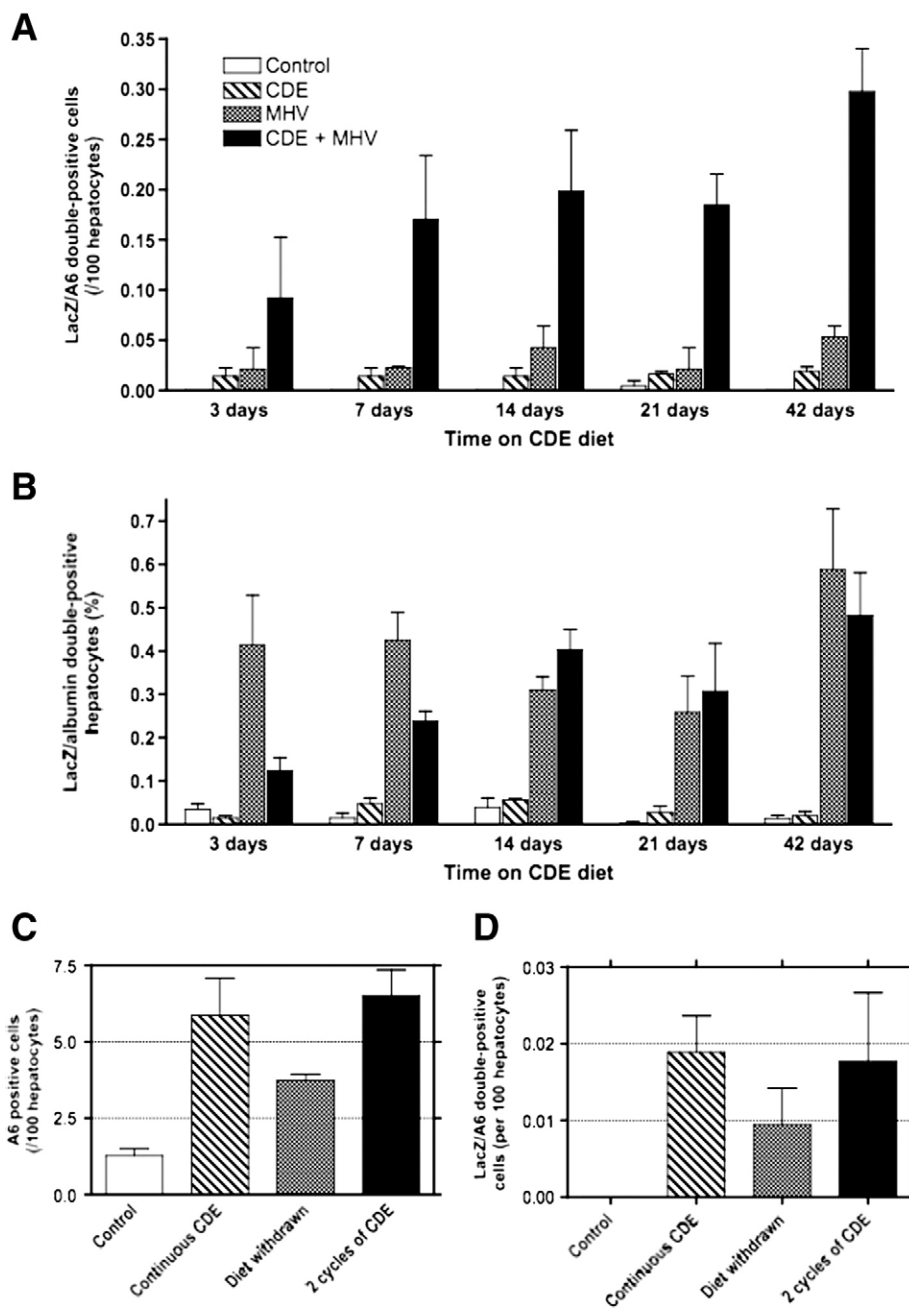 A
LacZ/A6 double-positive cells
(/100 hepatocytes)
0.35
0.30
0.25
0.20
0.15
0.10
0.05
0.00
Control
CDE
MHV
CDE + MHV
3 days
7 days
14 days
21 days
42 days
Time on CDE diet
B
LacZ/albumin double-positive
hepatocytes (%)
0.7
0.6
0.5
0.4
0.3
0.2
0.1
0.0
3 days
7 days
14 days
21 days
42 days
Time on CDE diet
C
A6 positive cells
(/100 hepatocytes)
7.5
5.0
2.5
0.0
Control
Continuous CDE
Diet withdrawn
2 cycles of CDE
D
LacZ/A6 double-positive
cells (per 100 hepatocytes)
0.03
0.02
0.01
0.00
Control
Continuous CDE
Diet withdrawn
2 cycles of CDE